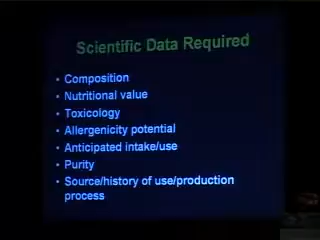 Scientific Data Required
• Composition
• Nutritional value
• Toxicology
• Allergenicity potential
• Anticipated intake/use
• Purity
• Source/history of use/production
process